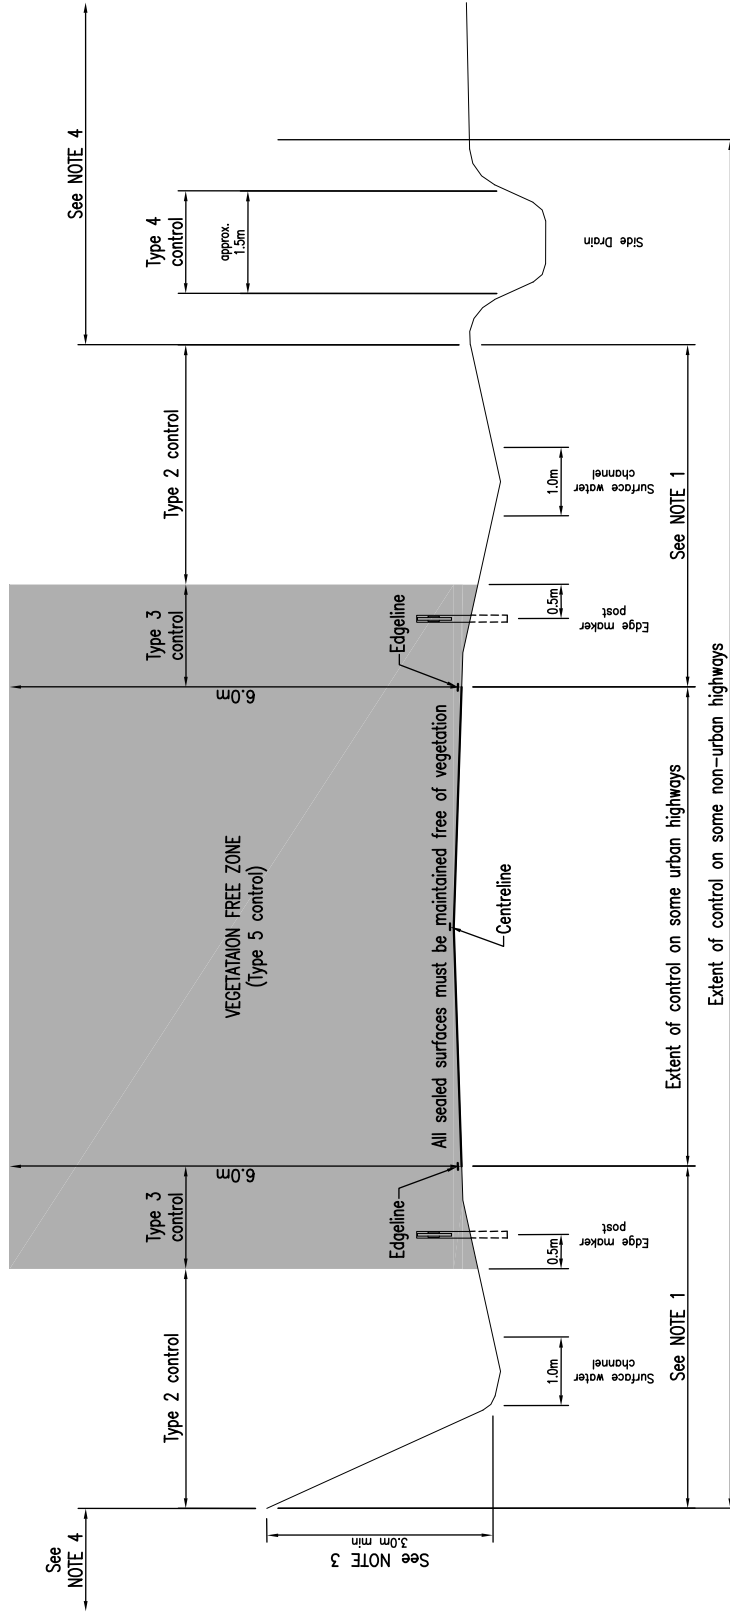 See
NOTE 4
See NOTE 4
Type 2 control
Type 3
control
Type 3
control
Type 2 control
Type 4
control
approx.
1.5m
VEGETATAION FREE ZONE
(Type 5 control)
6.0m
6.0m
Edgeline
Edgeline
All sealed surfaces must be maintained free of vegetation
Centreline
See NOTE 3
3.0m min
1.0m
Surface water
channel
0.5m
Edge maker
post
0.5m
Edge maker
post
1.0m
Surface water
channel
Side Drain
See NOTE 1
Extent of control on some urban highways
See NOTE 1
Extent of control on some non-urban highways